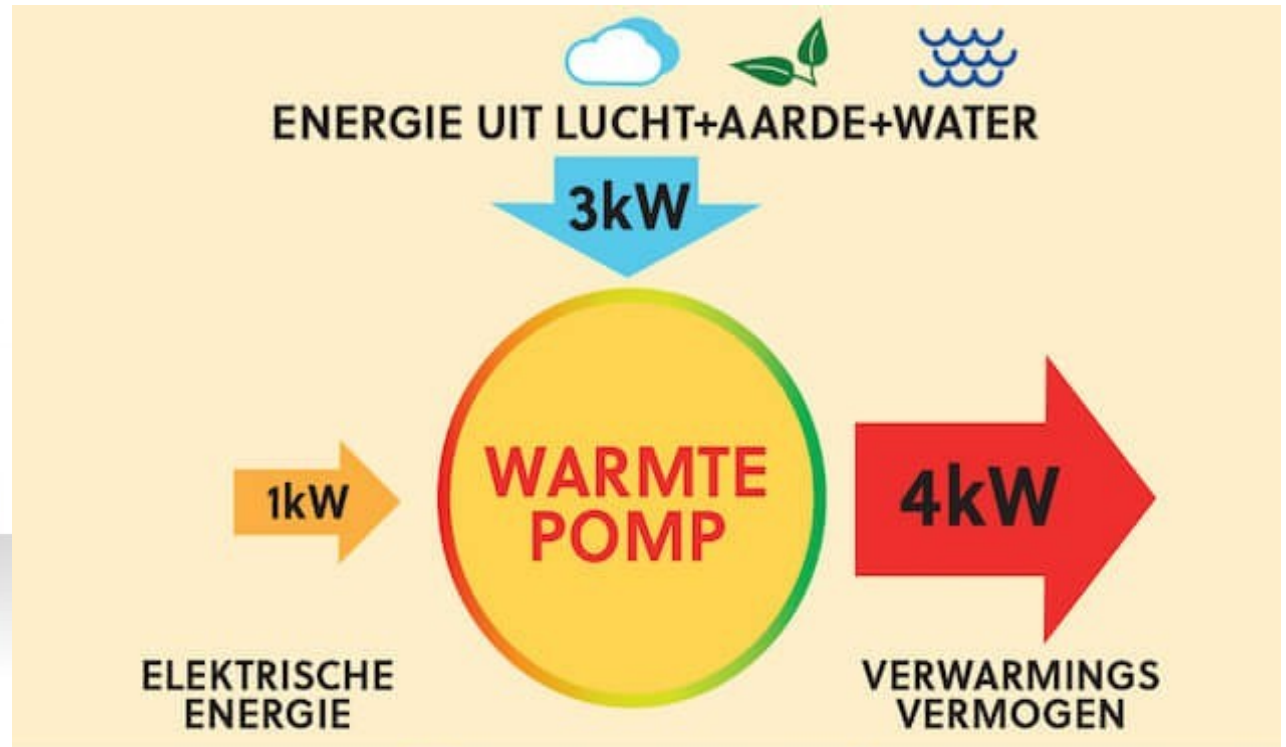 ENERGIE UIT LUCHT+AARDE+WATER
3kW
WARMTE
POMP
1kW
4kW
ELEKTRISCHE
ENERGIE
VERWARMINGS
VERMOGEN